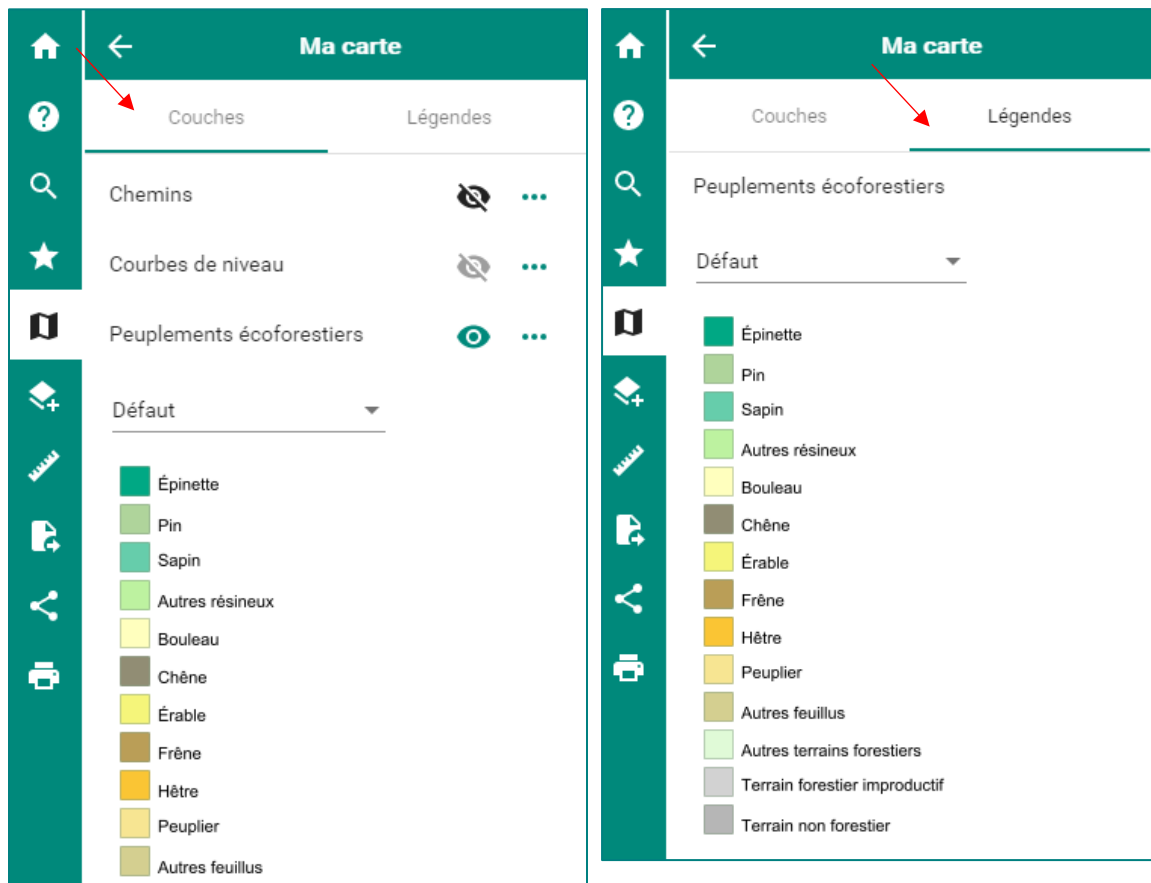 Ma carte
Couches Légendes
Chemins
Courbes de niveau
Peuplements écoforestiers
Défaut
Épinette
Pin
Sapin
Autres résineux
Bouleau
Chêne
Érable
Frêne
Hêtre
Peuplier
Autres feuillus
Ma carte
Couches Légendes
Peuplements écoforestiers
Défaut
Épinette
Pin
Sapin
Autres résineux
Bouleau
Chêne
Érable
Frêne
Hêtre
Peuplier
Autres feuillus
Autres terrains forestiers
Terrain forestier improductif
Terrain non forestier